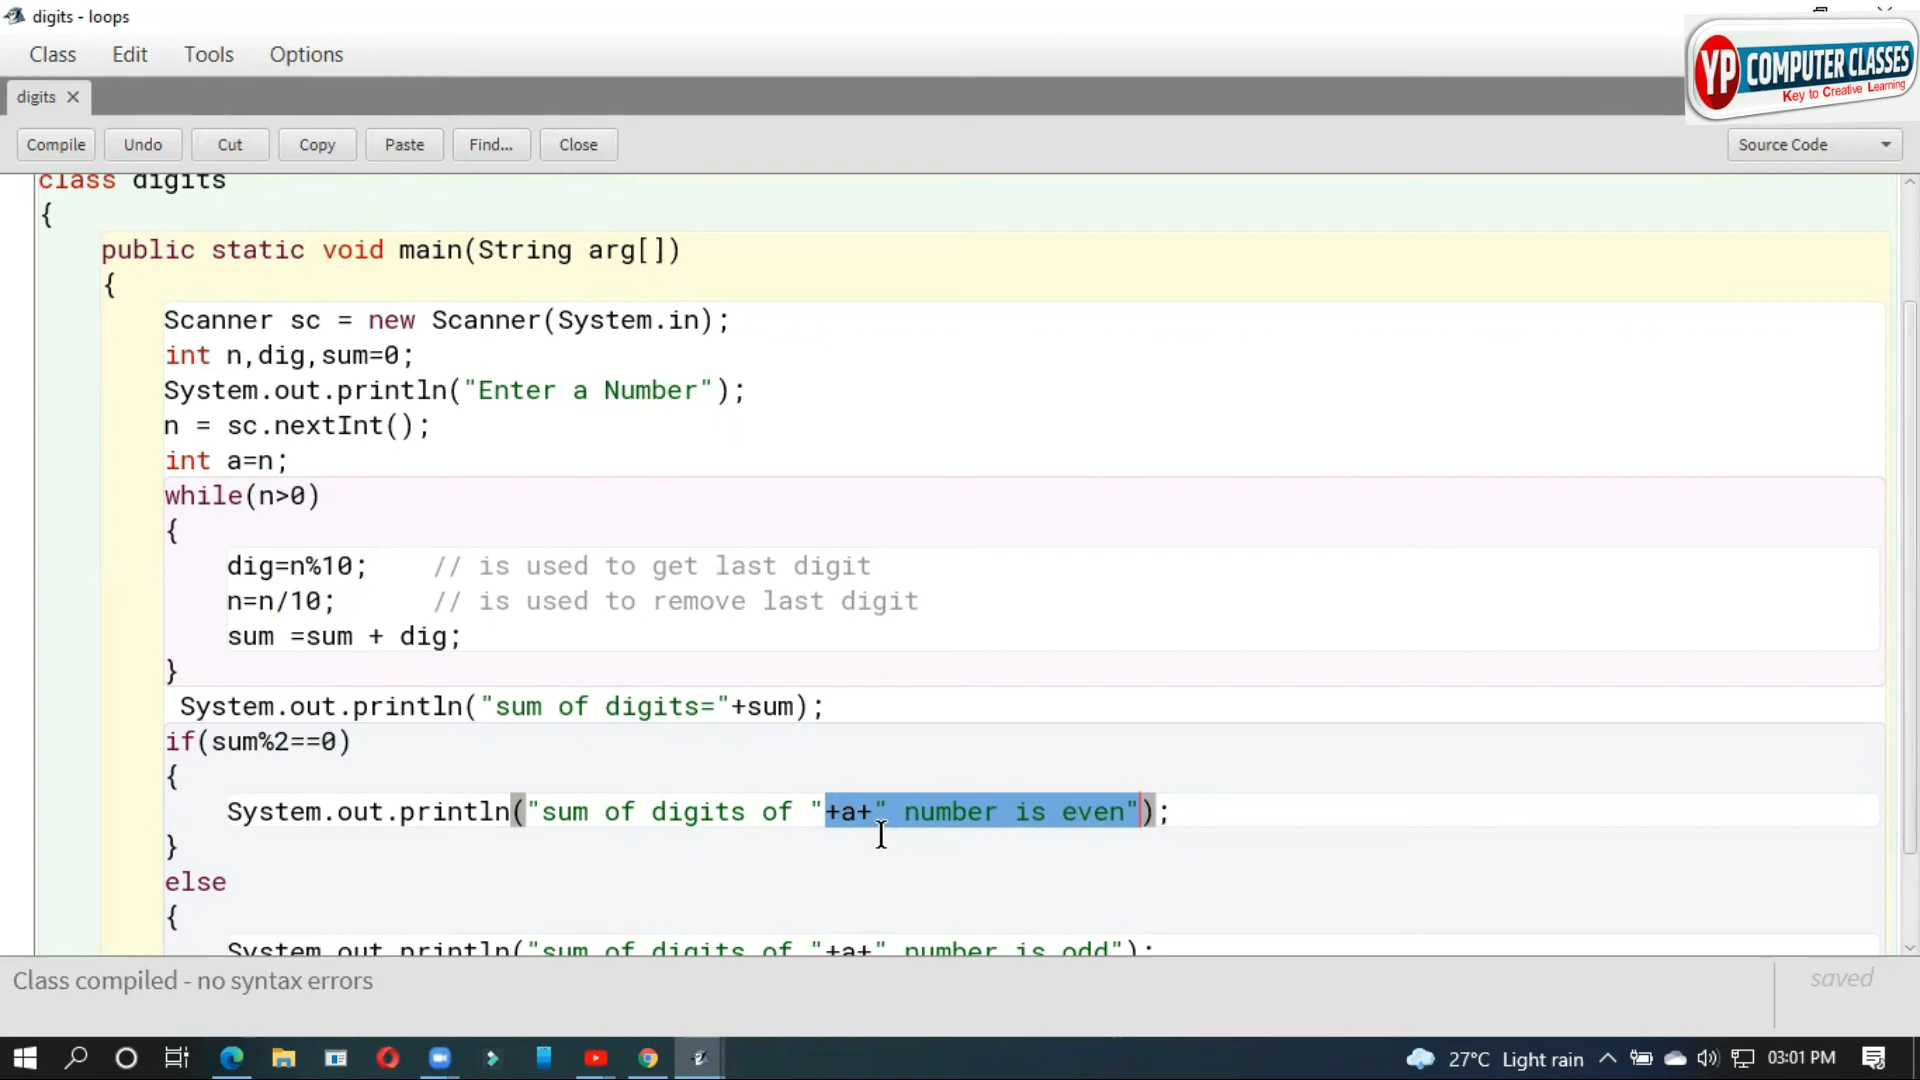 digits - loops
Class Edit Tools Options
YP COMPUTER CLASSES
Key to Creative Learning
digits
Compile Undo Cut Copy Paste Find... Close Source Code
class digits
{
public static void main(String arg[])
{
Scanner sc = new Scanner(System.in);
int n,dig,sum=0;
System.out.println("Enter a Number");
n = sc.nextInt();
int a=n;
while(n>0)
{
dig=n%10; // is used to get last digit
n=n/10; // is used to remove last digit
sum =sum + dig;
}
System.out.println("sum of digits="+sum);
if(sum%2==0)
{
System.out.println("sum of digits of "+a+" number is even");
}
else
{
System.out.println("sum of digits of "+a+" number is odd");
Class compiled - no syntax errors saved
27°C Light rain 03:01 PM